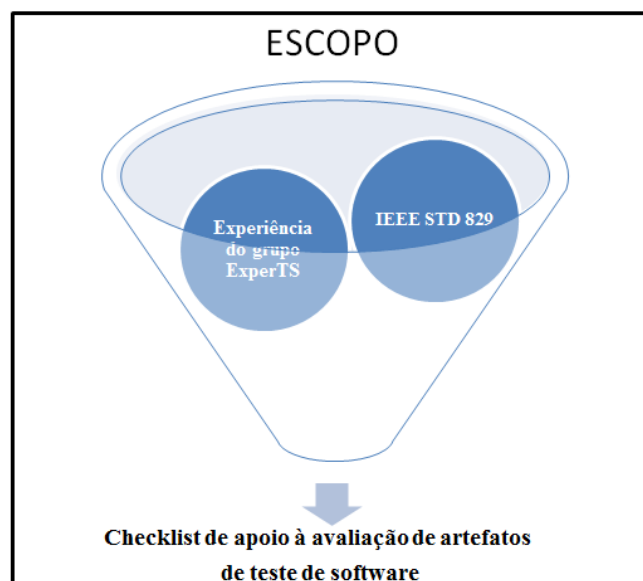 ESCOPO
Experiência
do grupo
ExperTS
IEEE STD 829
Checklist de apoio à avaliação de artefatos
de teste de software